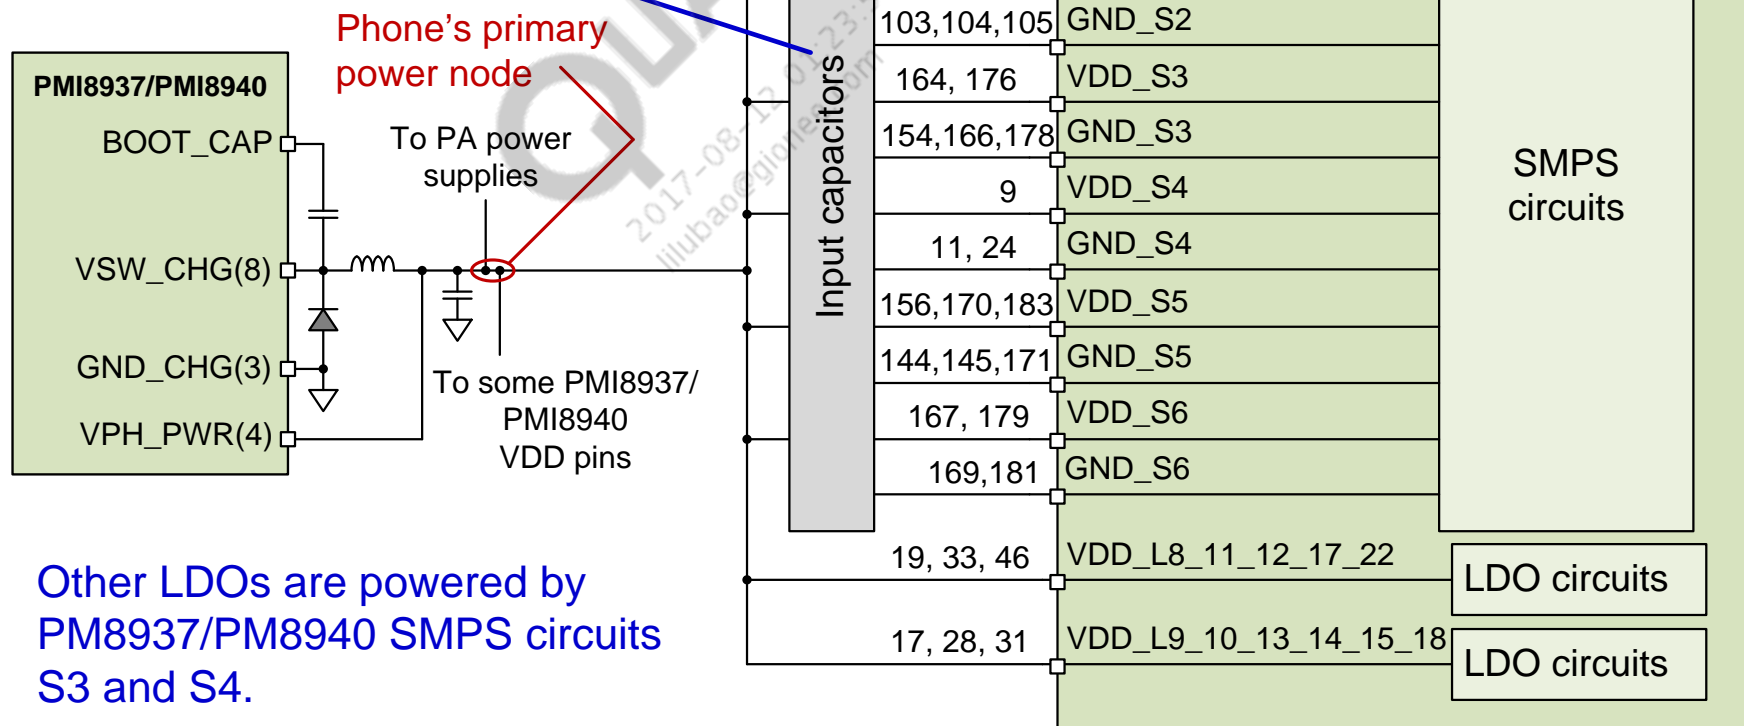 Phone's primary
power node
PMI8937/PMI8940
BOOT_CAP
VSW_CHG(8)
GND_CHG(3)
VPH_PWR(4)
To PA power
supplies
To some PMI8937/
PMI8940
VDD pins
Other LDOs are powered by
PM8937/PM8940 SMPS circuits
S3 and S4.
Input capacitors
103,104,105 GND_S2
164, 176 VDD_S3
154,166,178 GND_S3
9 VDD_S4
11, 24 GND_S4
156,170,183 VDD_S5
144,145,171 GND_S5
167, 179 VDD_S6
169,181 GND_S6
19, 33, 46 VDD_L8_11_12_17_22
17, 28, 31 VDD_L9_10_13_14_15_18
SMPS
circuits
LDO circuits
LDO circuits